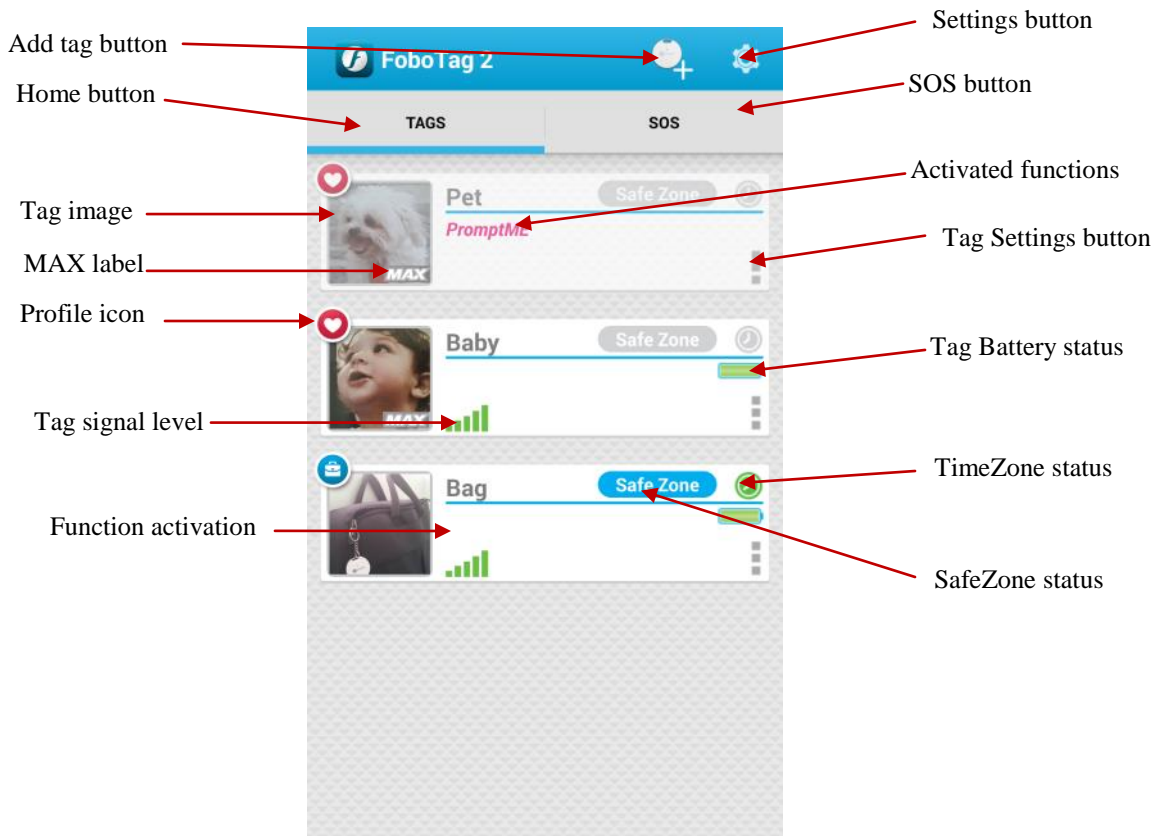 Settings button
Add tag button
FoboTag 2
Home button
SOS button
TAGS
SOS
Activated functions
Pet
Safe Zone
Tag image
PromptME
Tag Settings button
MAX label
MAX
Profile icon
Baby
Safe Zone
Tag Battery status
Tag signal level
MAX
TimeZone status
Bag
Safe Zone
Function activation
SafeZone status